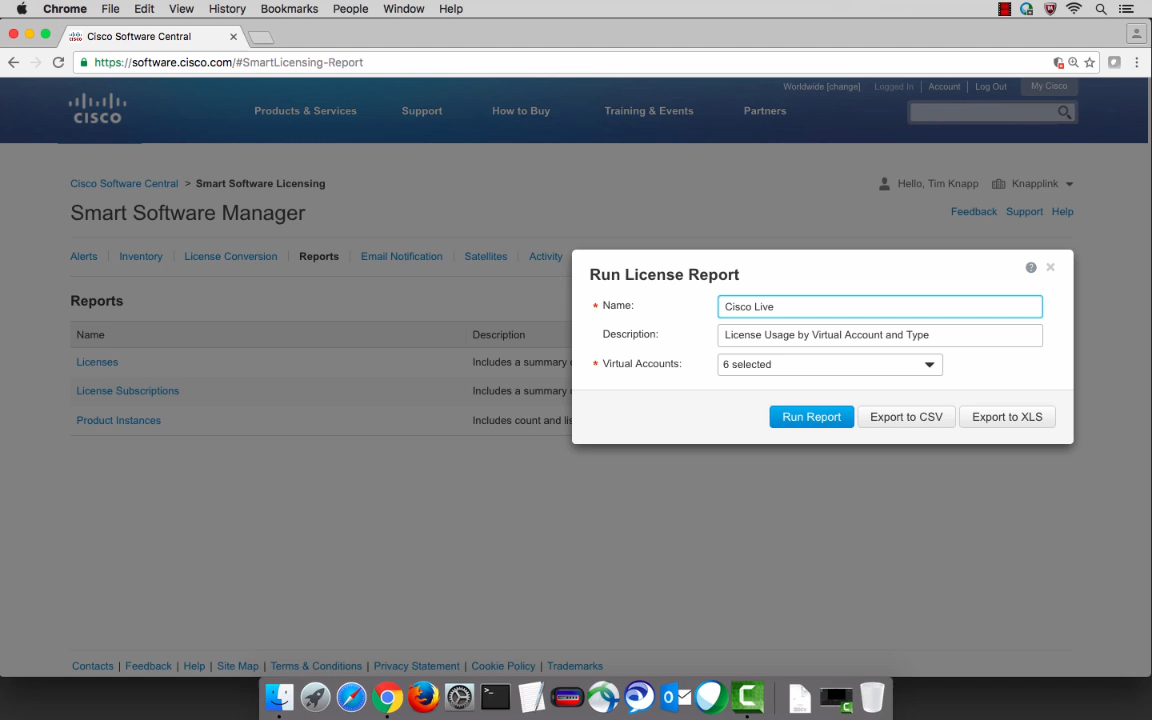 Chrome File Edit View History Bookmarks People Window Help
Cisco Software Central
https://software.cisco.com/#SmartLicensing-Report
Worldwide [change] Logged In Account Log Out My Cisco
CISCO
Products & Services Support How to Buy Training & Events Partners
Cisco Software Central > Smart Software Licensing
Hello, Tim Knapp Knapplink
Smart Software Manager
Feedback Support Help
Alerts Inventory License Conversion Reports Email Notification Satellites Activity
Reports
Name Description
Licenses Includes a summary
License Subscriptions Includes a summary
Product Instances Includes count and
Run License Report
* Name: Cisco Live
Description: License Usage by Virtual Account and Type
* Virtual Accounts: 6 selected
Run Report Export to CSV Export to XLS
Contacts | Feedback | Help | Site Map | Terms & Conditions | Privacy Statement | Cookie Policy | Trademarks